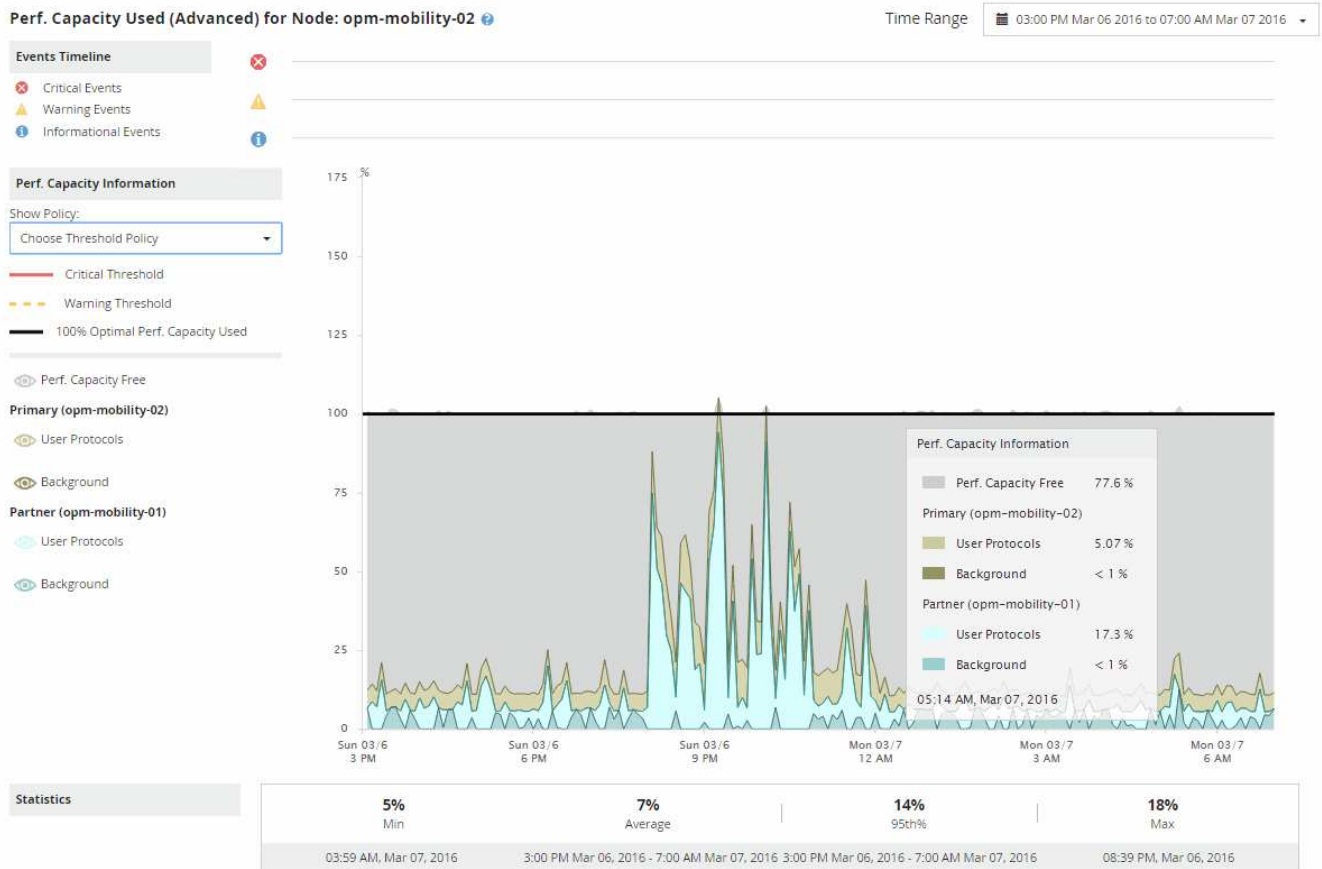 Perf. Capacity Used (Advanced) for Node: opm-mobility-02 ?
Time Range 03:00 PM Mar 06 2016 to 07:00 AM Mar 07 2016
Events Timeline
Critical Events
Warning Events
Informational Events
Perf. Capacity Information
Show Policy:
Choose Threshold Policy
Critical Threshold
Warning Threshold
100% Optimal Perf. Capacity Used
Perf. Capacity Free
Primary (opm-mobility-02)
User Protocols
Background
Partner (opm-mobility-01)
User Protocols
Background
%
175
150
125
100
75
50
25
0
Sun 03/6 Sun 03/6 Sun 03/6 Mon 03/7 Mon 03/7 Mon 03/7
3 PM 6 PM 9 PM 12 AM 3 AM 6 AM
Perf. Capacity Information
Perf. Capacity Free 77.6 %
Primary (opm-mobility-02)
User Protocols 5.07 %
Background < 1 %
Partner (opm-mobility-01)
User Protocols 17.3 %
Background < 1 %
05:14 AM, Mar 07, 2016
Statistics
5% 7% 14% 18%
Min Average 95th% Max
03:59 AM, Mar 07, 2016 3:00 PM Mar 06, 2016 - 7:00 AM Mar 07, 2016 3:00 PM Mar 06, 2016 - 7:00 AM Mar 07, 2016 08:39 PM, Mar 06, 2016